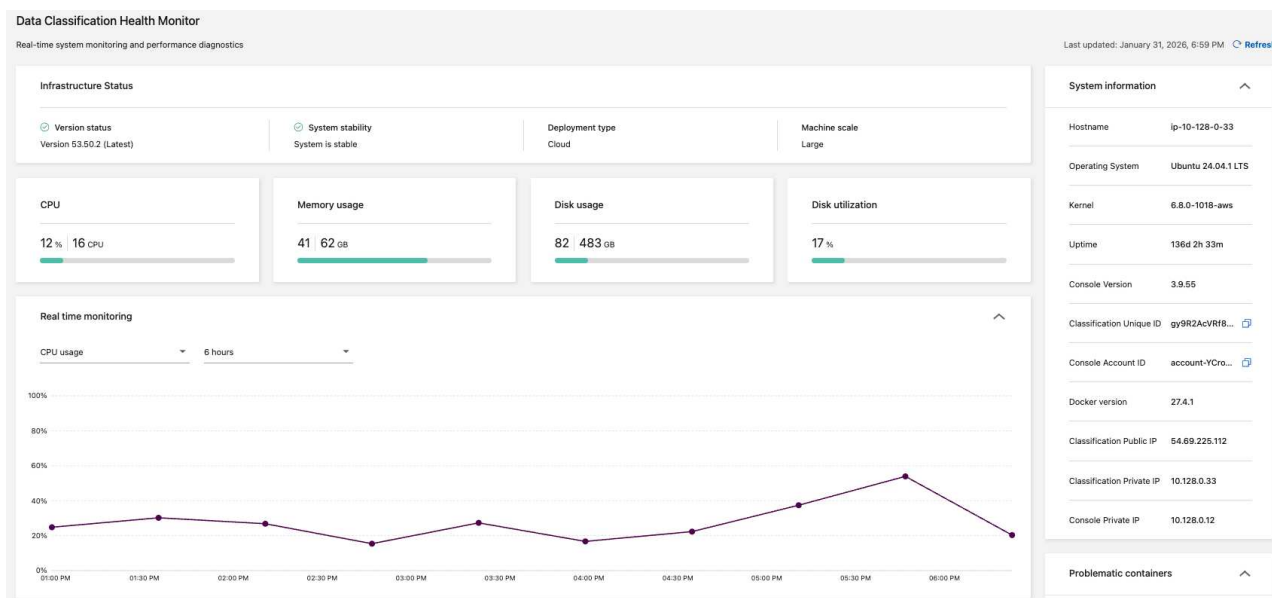 Data Classification Health Monitor
Real-time system monitoring and performance diagnostics
Last updated: January 31, 2026, 6:59 PM Refresh
Infrastructure Status
Version status
Version 53.50.2 (Latest)
System stability
System is stable
Deployment type
Cloud
Machine scale
Large
CPU
12 % 16 CPU
Memory usage
41 62 GB
Disk usage
82 483 GB
Disk utilization
17 %
Real time monitoring
CPU usage
6 hours
100%
80%
60%
40%
20%
0%
01:00 PM 01:30 PM 02:00 PM 02:30 PM 03:00 PM 03:30 PM 04:00 PM 04:30 PM 05:00 PM 05:30 PM 06:00 PM
System information
Hostname ip-10-128-0-33
Operating System Ubuntu 24.04.1 LTS
Kernel 6.8.0-1018-aws
Uptime 136d 2h 33m
Console Version 3.9.55
Classification Unique ID gy9R2AcVRf8...
Console Account ID account-YCro...
Docker version 27.4.1
Classification Public IP 54.69.225.112
Classification Private IP 10.128.0.33
Console Private IP 10.128.0.12
Problematic containers